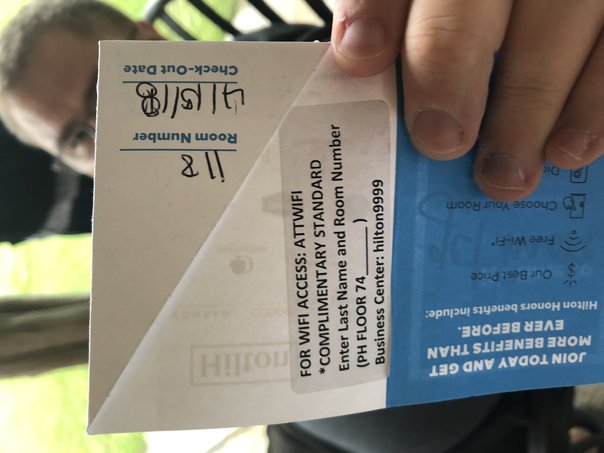 Room Number
118
Check-Out Date
4/15/18
FOR WIFI ACCESS: ATTWIFI
*COMPLIMENTARY STANDARD
Enter Last Name and Room Number
(PH FLOOR 74______)
Business Center: hilton9999
JOIN TODAY AND GET
MORE BENEFITS THAN
EVER BEFORE.
Hilton Honors benefits include:
Our Best Price
Free Wi-Fi*
Choose Your Room
Hilton